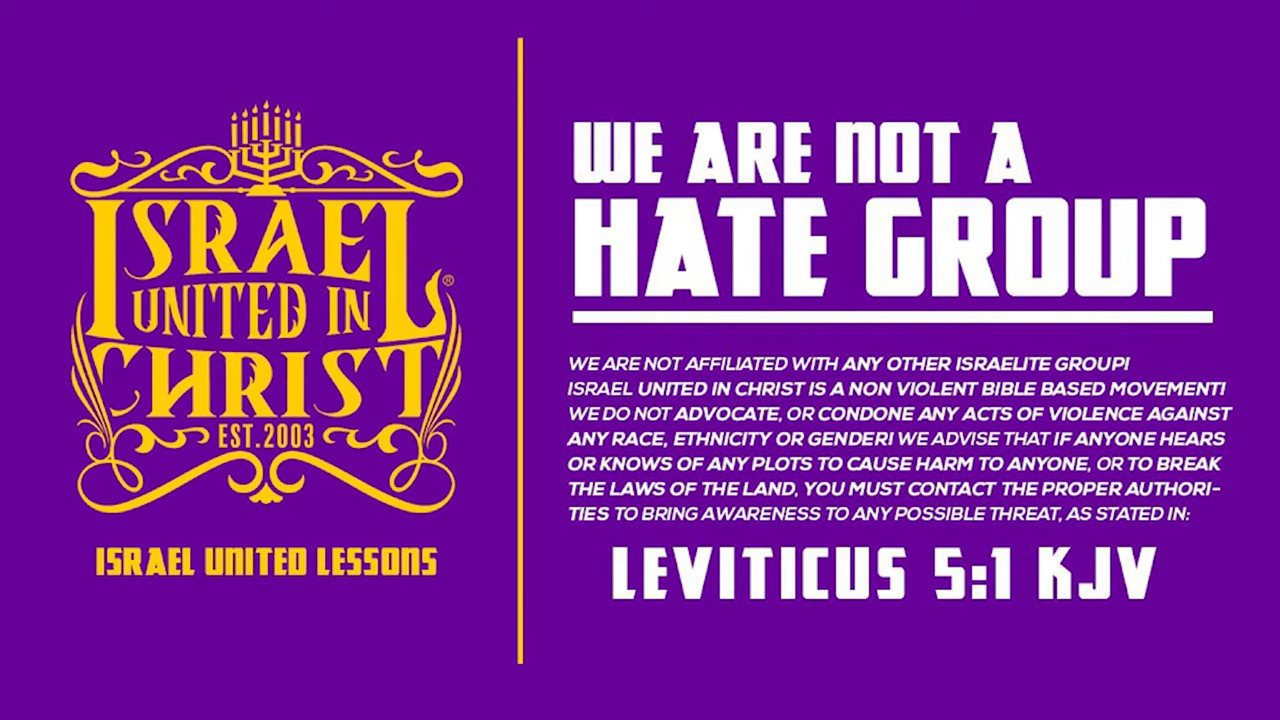 ISRAEL
UNITED IN
CHRIST
®
EST. 2003
ISRAEL UNITED LESSONS
WE ARE NOT A
HATE GROUP
WE ARE NOT AFFILIATED WITH ANY OTHER ISRAELITE GROUP!
ISRAEL UNITED IN CHRIST IS A NON VIOLENT BIBLE BASED MOVEMENT!
WE DO NOT ADVOCATE, OR CONDONE ANY ACTS OF VIOLENCE AGAINST
ANY RACE, ETHNICITY OR GENDER! WE ADVISE THAT IF ANYONE HEARS
OR KNOWS OF ANY PLOTS TO CAUSE HARM TO ANYONE, OR TO BREAK
THE LAWS OF THE LAND, YOU MUST CONTACT THE PROPER AUTHORI-
TIES TO BRING AWARENESS TO ANY POSSIBLE THREAT, AS STATED IN:
LEVITICUS 5:1 KJV